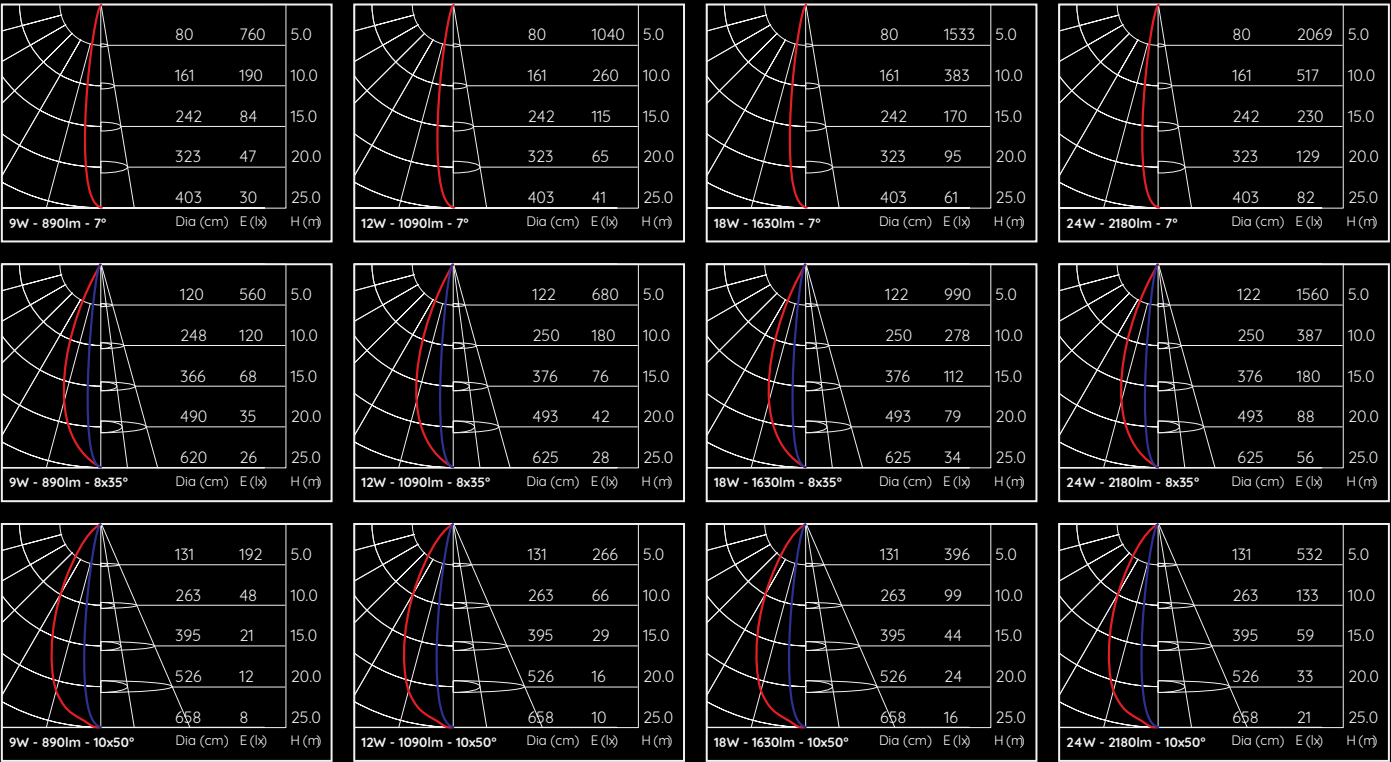 80 760 5.0
161 190 10.0
242 84 15.0
323 47 20.0
403 30 25.0
9W - 890lm - 7° Dia (cm) E (lx) H (m)
80 1040 5.0
161 260 10.0
242 115 15.0
323 65 20.0
403 41 25.0
12W - 1090lm - 7° Dia (cm) E (lx) H (m)
80 1533 5.0
161 383 10.0
242 170 15.0
323 95 20.0
403 61 25.0
18W - 1630lm - 7° Dia (cm) E (lx) H (m)
80 2069 5.0
161 517 10.0
242 230 15.0
323 129 20.0
403 82 25.0
24W - 2180lm - 7° Dia (cm) E (lx) H (m)
120 560 5.0
248 120 10.0
366 68 15.0
490 35 20.0
620 26 25.0
9W - 890lm - 8x35° Dia (cm) E (lx) H (m)
122 680 5.0
250 180 10.0
376 76 15.0
493 42 20.0
625 28 25.0
12W - 1090lm - 8x35° Dia (cm) E (lx) H (m)
122 990 5.0
250 278 10.0
376 112 15.0
493 79 20.0
625 34 25.0
18W - 1630lm - 8x35° Dia (cm) E (lx) H (m)
122 1560 5.0
250 387 10.0
376 180 15.0
493 88 20.0
625 56 25.0
24W - 2180lm - 8x35° Dia (cm) E (lx) H (m)
131 192 5.0
263 48 10.0
395 21 15.0
526 12 20.0
658 8 25.0
9W - 890lm - 10x50° Dia (cm) E (lx) H (m)
131 266 5.0
263 66 10.0
395 29 15.0
526 16 20.0
658 10 25.0
12W - 1090lm - 10x50° Dia (cm) E (lx) H (m)
131 396 5.0
263 99 10.0
395 44 15.0
526 24 20.0
658 16 25.0
18W - 1630lm - 10x50° Dia (cm) E (lx) H (m)
131 532 5.0
263 133 10.0
395 59 15.0
526 33 20.0
658 21 25.0
24W - 2180lm - 10x50° Dia (cm) E (lx) H (m)